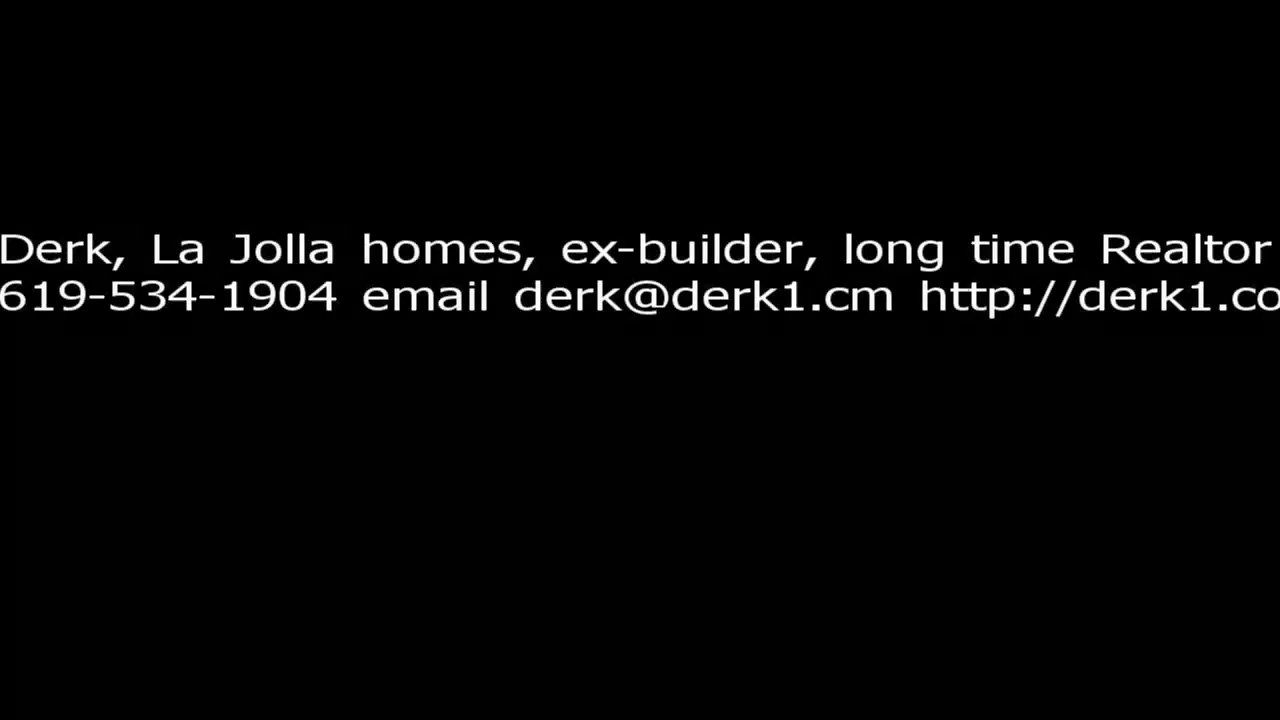 Derk, La Jolla homes, ex-builder, long time Realtor
619-534-1904 email derk@derk1.cm http://derk1.co